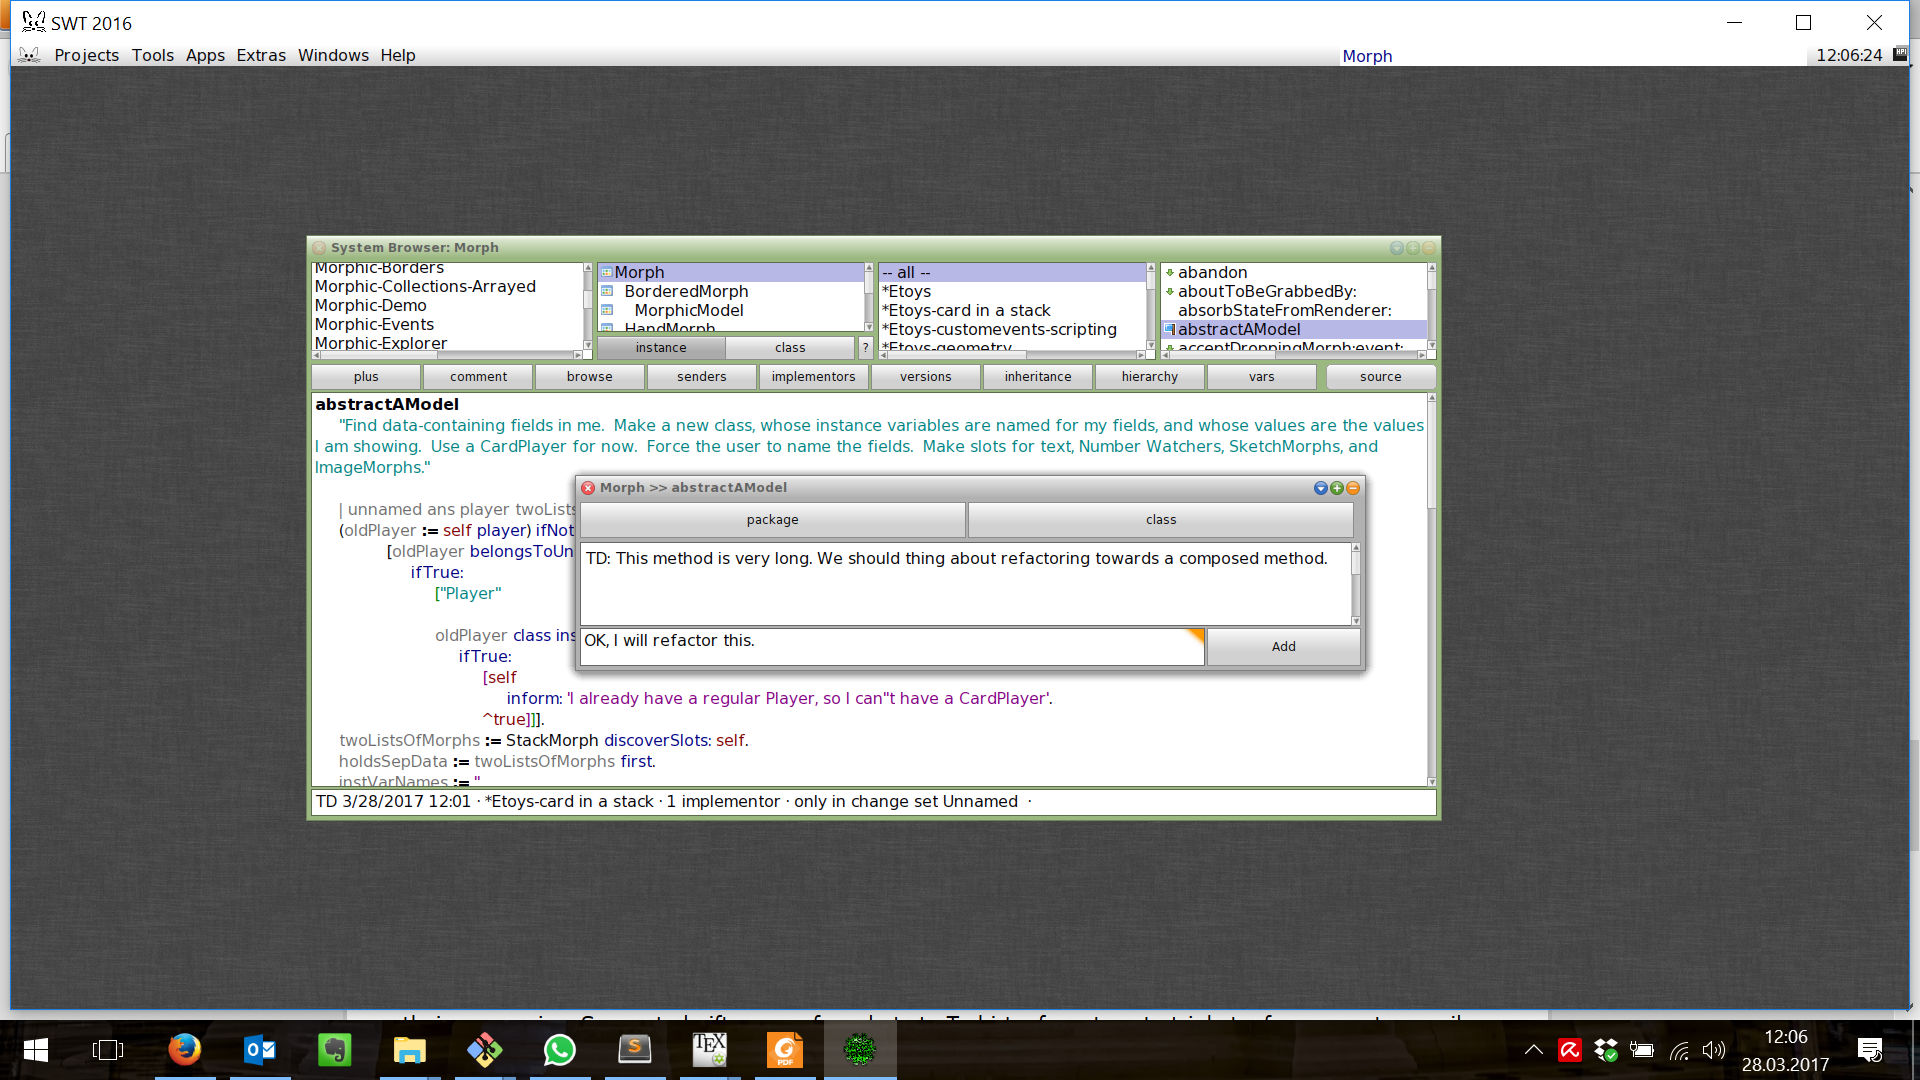 SWT 2016
Projects Tools Apps Extras Windows Help
Morph
12:06:24
HPI
System Browser: Morph
Morphic-Borders
Morphic-Collections-Arrayed
Morphic-Demo
Morphic-Events
Morphic-Explorer
Morph
BorderedMorph
MorphicModel
HandMorph
instance class ?
-- all --
*Etoys
*Etoys-card in a stack
*Etoys-customevents-scripting
*Etoys-geometry
abandon
aboutToBeGrabbedBy:
absorbStateFromRenderer:
abstractAModel
acceptDroppingMorph:event:
plus comment browse senders implementors versions inheritance hierarchy vars source
abstractAModel
"Find data-containing fields in me.  Make a new class, whose instance variables are named for my fields, and whose values are the values
I am showing.  Use a CardPlayer for now.  Force the user to name the fields.  Make slots for text, Number Watchers, SketchMorphs, and
ImageMorphs."
| unnamed ans player twoLists
(oldPlayer := self player) ifNot
[oldPlayer belongsToUn
ifTrue:
["Player"
oldPlayer class ins
ifTrue:
[self
inform: 'I already have a regular Player, so I can''t have a CardPlayer'.
^true]]].
twoListsOfMorphs := StackMorph discoverSlots: self.
holdsSepData := twoListsOfMorphs first.
instVarNames := ''
Morph >> abstractAModel
package class
TD: This method is very long. We should thing about refactoring towards a composed method.
OK, I will refactor this.
Add
TD 3/28/2017 12:01 · *Etoys-card in a stack · 1 implementor · only in change set Unnamed  ·
TEX
PDF
12:06
28.03.2017